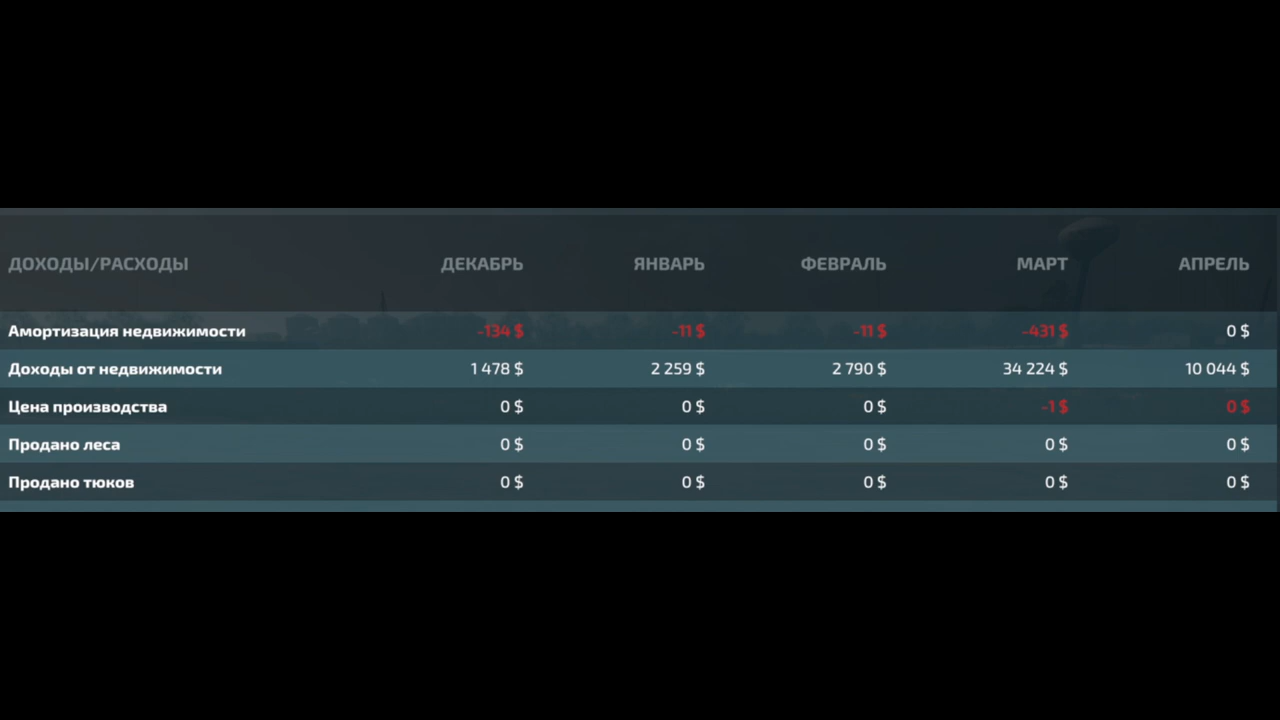 ДОХОДЫ/РАСХОДЫ ДЕКАБРЬ ЯНВАРЬ ФЕВРАЛЬ МАРТ АПРЕЛЬ
Амортизация недвижимости -134 $ -11 $ -11 $ -431 $ 0 $
Доходы от недвижимости 1 478 $ 2 259 $ 2 790 $ 34 224 $ 10 044 $
Цена производства 0 $ 0 $ 0 $ -1 $ 0 $
Продано леса 0 $ 0 $ 0 $ 0 $ 0 $
Продано тюков 0 $ 0 $ 0 $ 0 $ 0 $